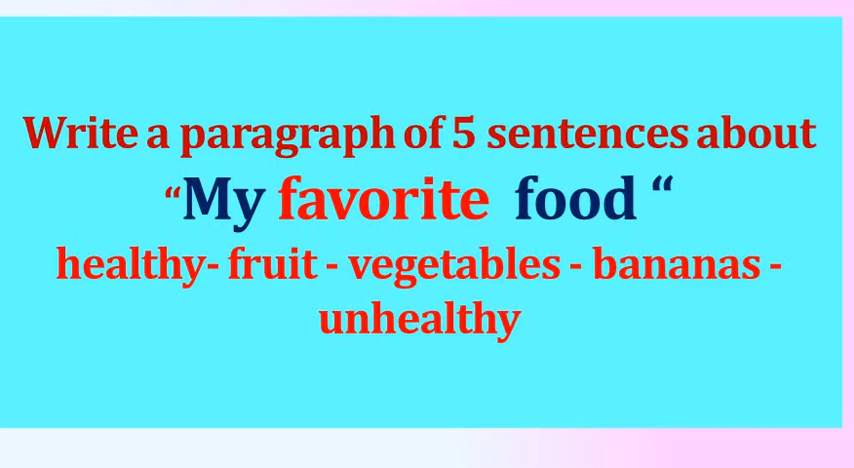 Write a paragraph of 5 sentences about
“My favorite food “
healthy- fruit - vegetables - bananas -
unhealthy